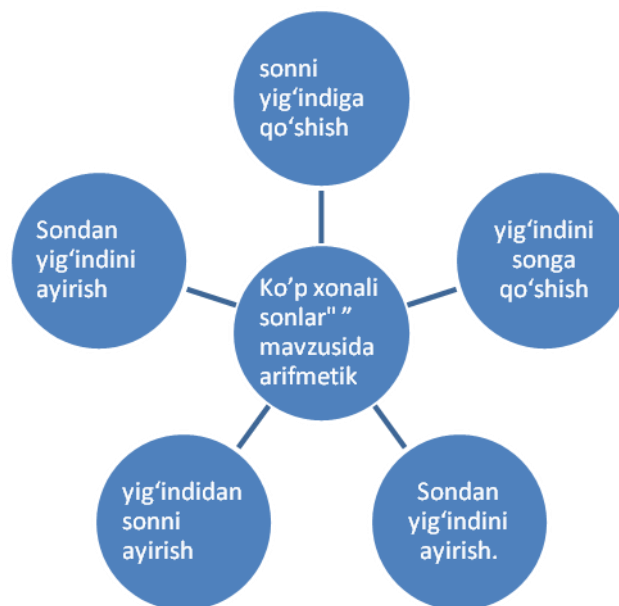 sonni
yig‘indiga
qo‘shish
Sondan
yig‘indini
ayirish
yig‘indini
songa
qo‘shish
Ko’p xonali
sonlar" ”
mavzusida
arifmetik
yig‘indidan
sonni
ayirish
Sondan
yig‘indini
ayirish.